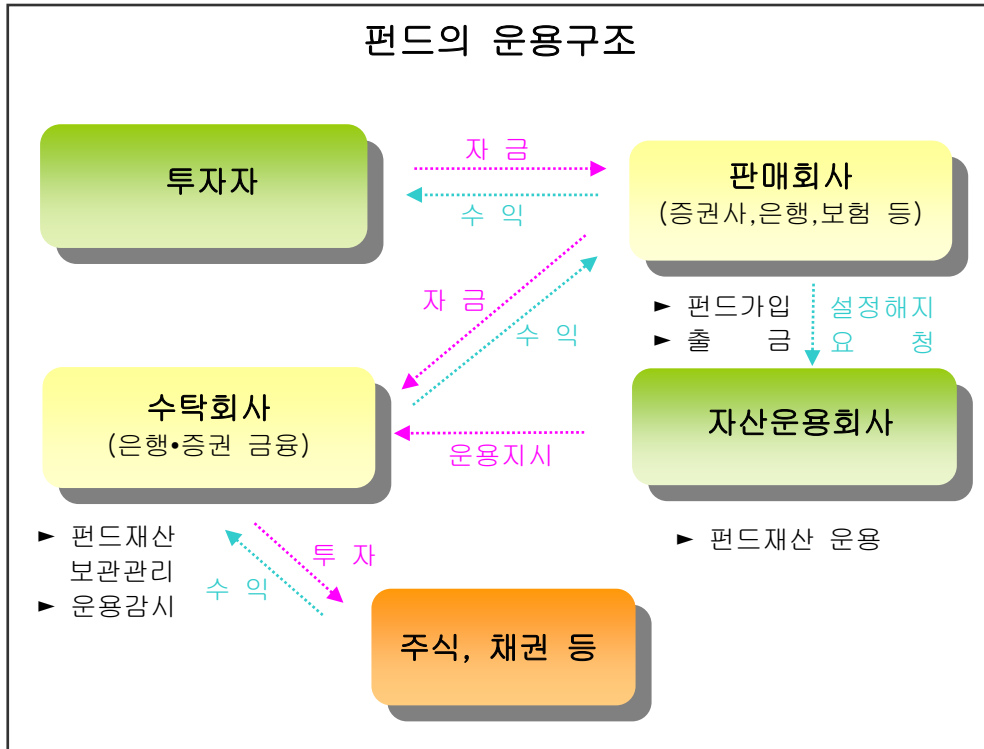 펀드의 운용구조
투자자
자 금
수 익
판매회사
(증권사,은행,보험 등)
자 금
수 익
► 펀드가입
► 출 금
설정해지
요 청
수탁회사
(은행•증권 금융)
운용지시
자산운용회사
► 펀드재산
보관관리
► 운용감시
수 익
투 자
► 펀드재산 운용
주식, 채권 등